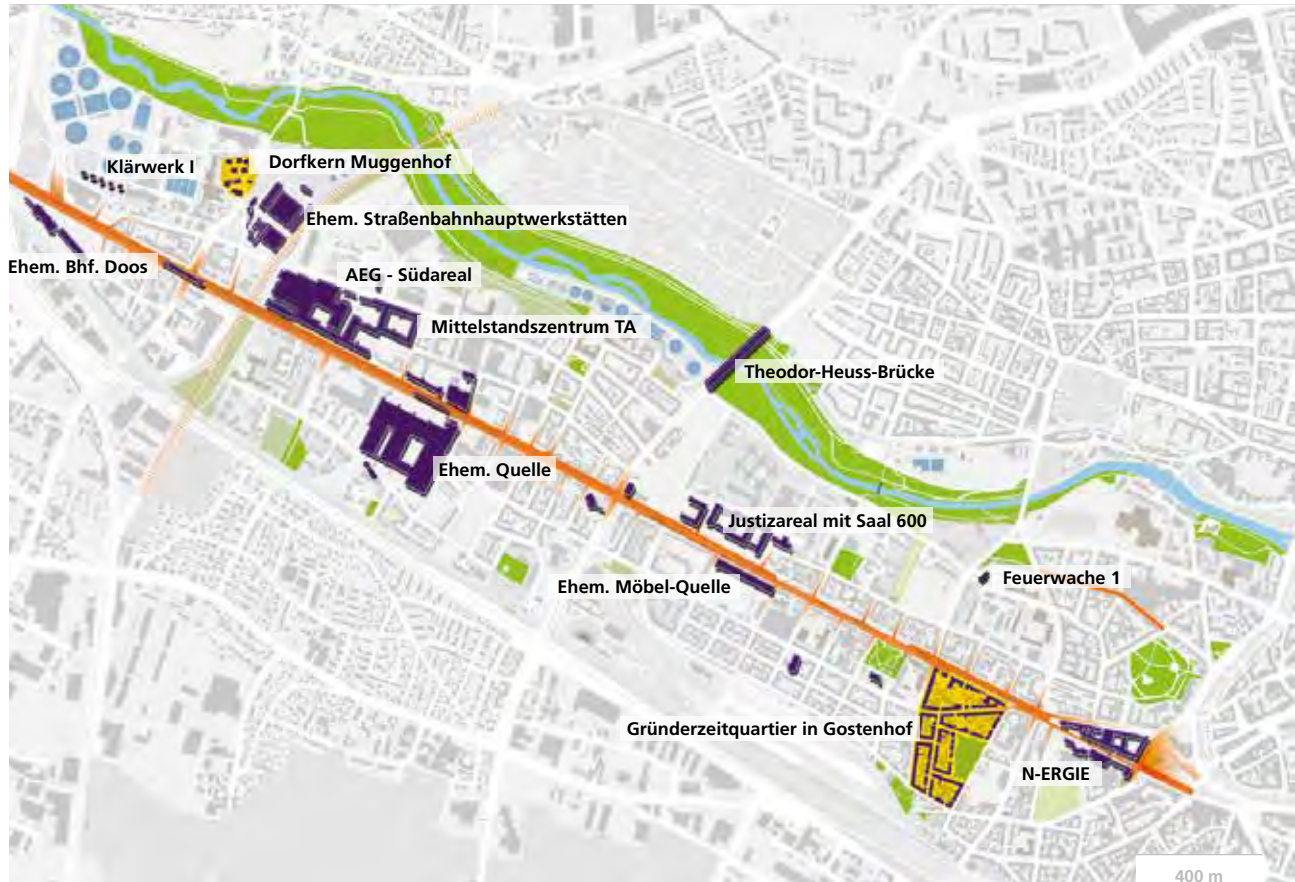 Klärwerk I
Dorfkern Muggenhof
Ehem. Straßenbahnhauptwerkstätten
Ehem. Bhf. Doos
AEG - Südareal
Mittelstandszentrum TA
Theodor-Heuss-Brücke
Ehem. Quelle
Justizareal mit Saal 600
Ehem. Möbel-Quelle
Feuerwache 1
Gründerzeitquartier in Gostenhof
N-ERGIE
400 m